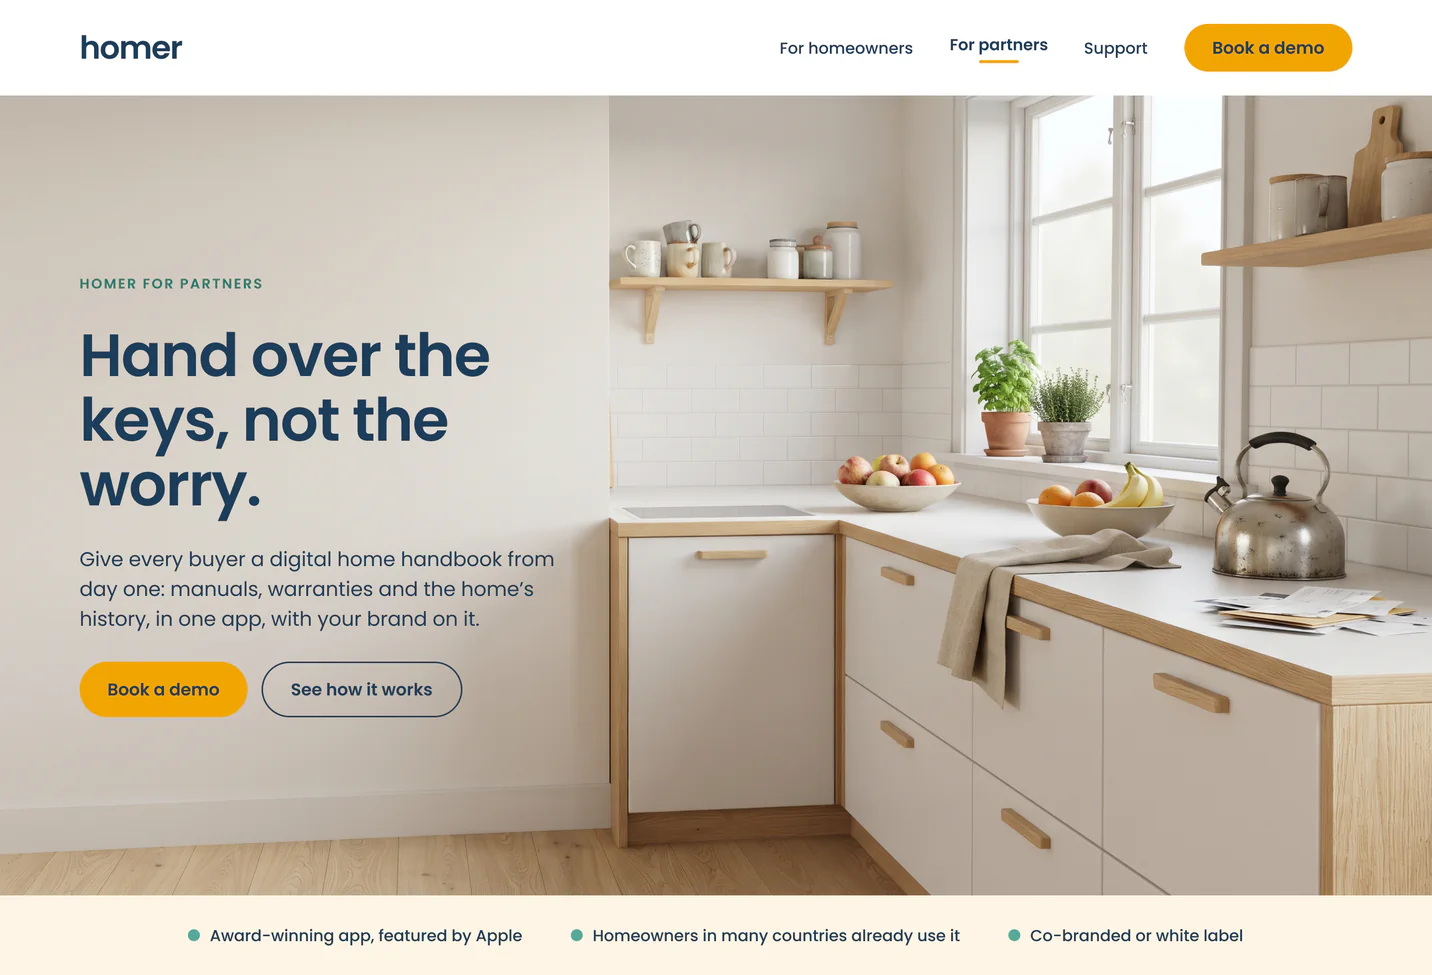 homer
For homeowners
For partners
Support
Book a demo
HOMER FOR PARTNERS
Hand over the
keys, not the
worry.
Give every buyer a digital home handbook from
day one: manuals, warranties and the home’s
history, in one app, with your brand on it.
Book a demo
See how it works
Award-winning app, featured by Apple
Homeowners in many countries already use it
Co-branded or white label